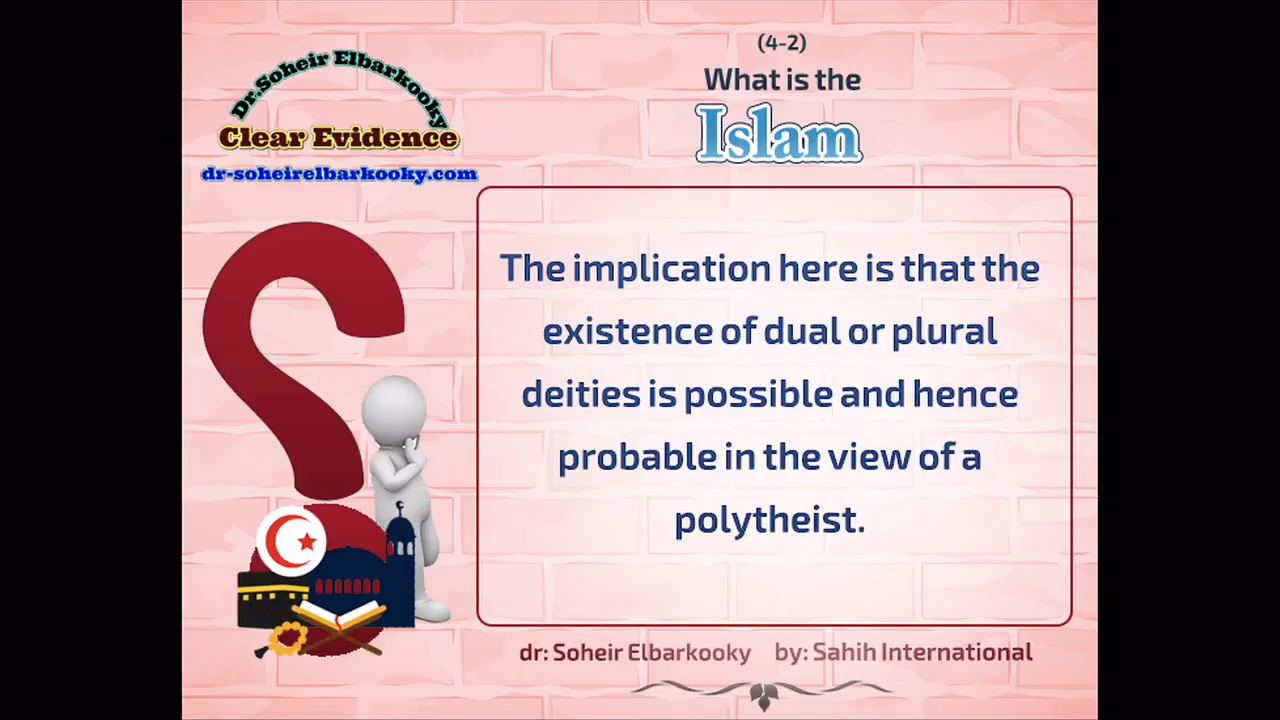 Dr.Soheir Elbarkooky
Clear Evidence
dr-soheirelbarkooky.com
(4-2)
What is the
Islam
The implication here is that the
existence of dual or plural
deities is possible and hence
probable in the view of a
polytheist.
dr: Soheir Elbarkooky by: Sahih International